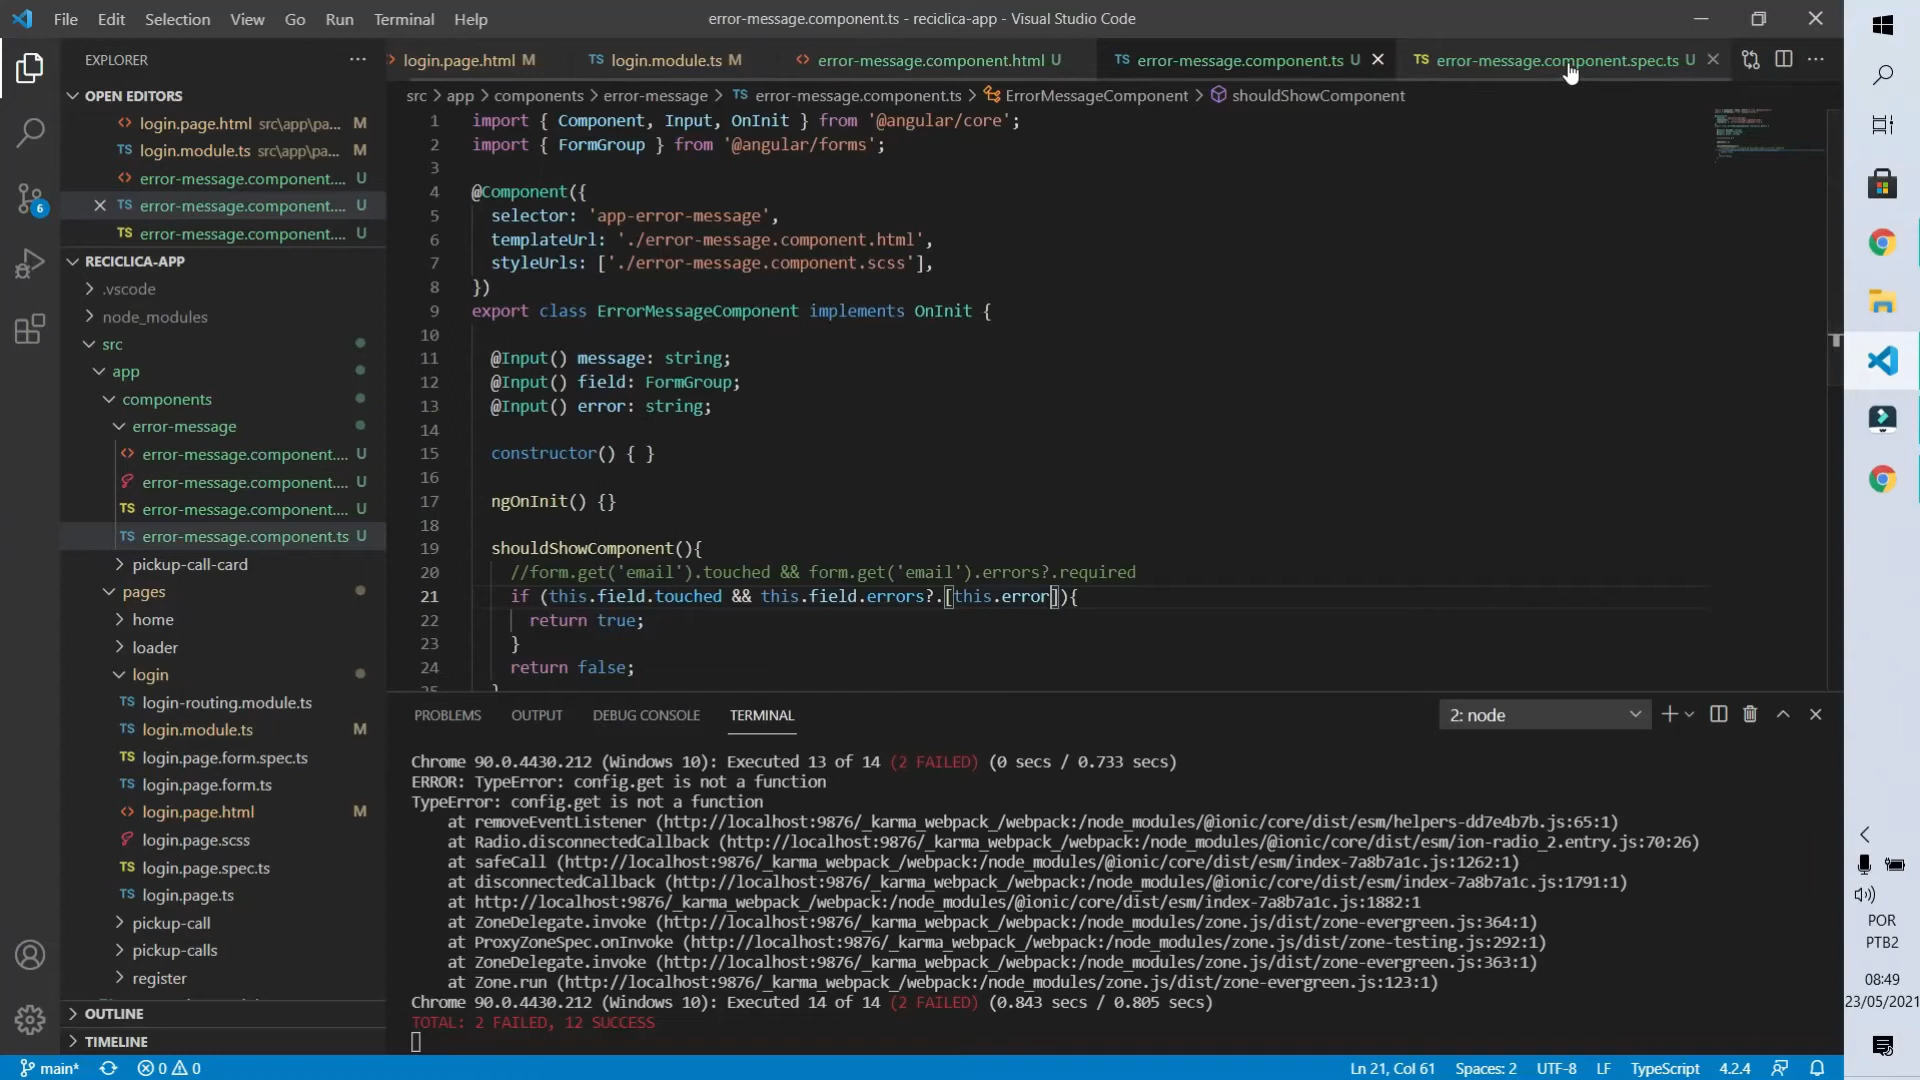 File Edit Selection View Go Run Terminal Help
error-message.component.ts - reciclica-app - Visual Studio Code
EXPLORER
login.page.html M
TS login.module.ts M
error-message.component.html U
TS error-message.component.ts U
TS error-message.component.spec.ts U
OPEN EDITORS
login.page.html src\app\pa... M
TS login.module.ts src\app\pa... M
error-message.component.... U
TS error-message.component.... U
TS error-message.component.... U
RECICLICA-APP
.vscode
node_modules
src
app
components
error-message
error-message.component.... U
error-message.component.... U
TS error-message.component.... U
TS error-message.component.ts U
pickup-call-card
pages
home
loader
login
TS login-routing.module.ts
TS login.module.ts M
TS login.page.form.spec.ts
TS login.page.form.ts
login.page.html M
login.page.scss
TS login.page.spec.ts
TS login.page.ts
pickup-call
pickup-calls
register
OUTLINE
TIMELINE
6
src > app > components > error-message > TS error-message.component.ts > ErrorMessageComponent > shouldShowComponent
1 import { Component, Input, OnInit } from '@angular/core';
2 import { FormGroup } from '@angular/forms';
3
4 @Component({
5 selector: 'app-error-message',
6 templateUrl: './error-message.component.html',
7 styleUrls: ['./error-message.component.scss'],
8 })
9 export class ErrorMessageComponent implements OnInit {
10
11 @Input() message: string;
12 @Input() field: FormGroup;
13 @Input() error: string;
14
15 constructor() { }
16
17 ngOnInit() {}
18
19 shouldShowComponent(){
20 //form.get('email').touched && form.get('email').errors?.required
21 if (this.field.touched && this.field.errors?.[this.error]){
22 return true;
23 }
24 return false;
PROBLEMS OUTPUT DEBUG CONSOLE TERMINAL
2: node
Chrome 90.0.4430.212 (Windows 10): Executed 13 of 14 (2 FAILED) (0 secs / 0.733 secs)
ERROR: TypeError: config.get is not a function
TypeError: config.get is not a function
at removeEventListener (http://localhost:9876/_karma_webpack_/webpack:/node_modules/@ionic/core/dist/esm/helpers-dd7e4b7b.js:65:1)
at Radio.disconnectedCallback (http://localhost:9876/_karma_webpack_/webpack:/node_modules/@ionic/core/dist/esm/ion-radio_2.entry.js:70:26)
at safeCall (http://localhost:9876/_karma_webpack_/webpack:/node_modules/@ionic/core/dist/esm/index-7a8b7a1c.js:1262:1)
at disconnectedCallback (http://localhost:9876/_karma_webpack_/webpack:/node_modules/@ionic/core/dist/esm/index-7a8b7a1c.js:1791:1)
at http://localhost:9876/_karma_webpack_/webpack:/node_modules/@ionic/core/dist/esm/index-7a8b7a1c.js:1882:1
at ZoneDelegate.invoke (http://localhost:9876/_karma_webpack_/webpack:/node_modules/zone.js/dist/zone-evergreen.js:364:1)
at ProxyZoneSpec.onInvoke (http://localhost:9876/_karma_webpack_/webpack:/node_modules/zone.js/dist/zone-testing.js:292:1)
at ZoneDelegate.invoke (http://localhost:9876/_karma_webpack_/webpack:/node_modules/zone.js/dist/zone-evergreen.js:363:1)
at Zone.run (http://localhost:9876/_karma_webpack_/webpack:/node_modules/zone.js/dist/zone-evergreen.js:123:1)
Chrome 90.0.4430.212 (Windows 10): Executed 14 of 14 (2 FAILED) (0.843 secs / 0.805 secs)
TOTAL: 2 FAILED, 12 SUCCESS
main* 0 0
Ln 21, Col 61 Spaces: 2 UTF-8 LF TypeScript 4.2.4
POR
PTB2
08:49
23/05/2021